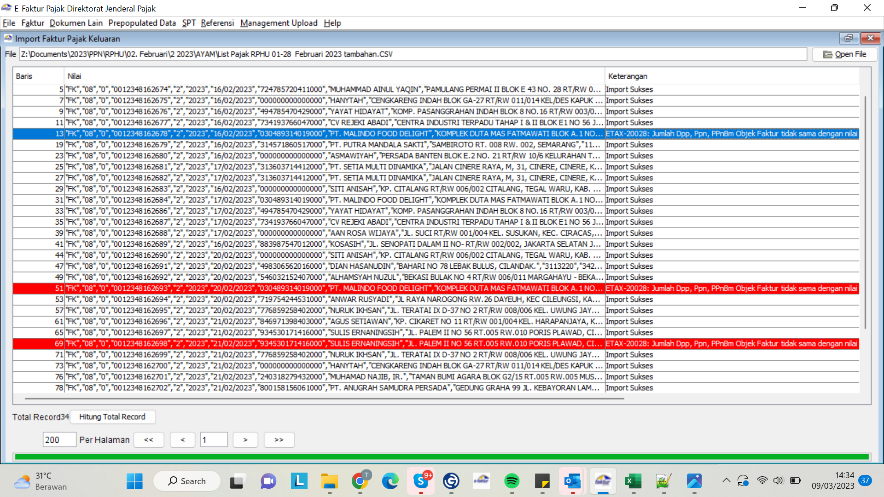 E Faktur Pajak Direktorat Jenderal Pajak
File Faktur Dokumen Lain Prepopulated Data SPT Referensi Management Upload Help
Import Faktur Pajak Keluaran
File Z:\Documents\2023\PPN\RPHU\02. Februari\2 2023\AYAM\List Pajak RPHU 01-28 Februari 2023 tambahan.CSV Open File
Baris Nilai Keterangan
5 "FK","08","0","0012348162674","2","2023","16/02/2023","724785720411000","MUHAMMAD AINUL YAQIN","PAMULANG PERMAI II BLOK E 43 NO. 28 RT/RW 0... Import Sukses
7 "FK","08","0","0012348162675","2","2023","16/02/2023","000000000000000","HANYTAH","CENGKARENG INDAH BLOK GA-27 RT/RW 011/014 KEL/DES KAPUK ... Import Sukses
9 "FK","08","0","0012348162676","2","2023","16/02/2023","494785470429000","YAYAT HIDAYAT","KOMP. PASANGGRAHAN INDAH BLOK 8 NO.16 RT/RW 003/0... Import Sukses
11 "FK","08","0","0012348162677","2","2023","16/02/2023","734193766047000","CV REJEKI ABADI","CENTRA INDUSTRI TERPADU TAHAP I & II BLOK E1 NO 56 J... Import Sukses
13 "FK","08","0","0012348162678","2","2023","16/02/2023","030489314019000","PT. MALINDO FOOD DELIGHT","KOMPLEK DUTA MAS FATMAWATI BLOK A. 1 NO... ETAX-20028: Jumlah Dpp, Ppn, PPnBm Objek Faktur tidak sama dengan nilai
19 "FK","08","0","0012348162679","2","2023","16/02/2023","314571860517000","PT. PUTRA MANDALA SAKTI","SAMBIROTO RT. 008 RW. 002, SEMARANG","11... Import Sukses
23 "FK","08","0","0012348162680","2","2023","16/02/2023","000000000000000","ASMAWIYAH","PERSADA BANTEN BLOK E.2 NO. 21 RT/RW 10/6 KELURAHAN T... Import Sukses
25 "FK","08","0","0012348162681","2","2023","17/02/2023","313603714412000","PT. SETIA MULTI DINAMIKA","JALAN CINERE RAYA, M, 31, CINERE, CINERE, K... Import Sukses
27 "FK","08","0","0012348162682","2","2023","17/02/2023","313603714412000","PT. SETIA MULTI DINAMIKA","JALAN CINERE RAYA, M, 31, CINERE, CINERE, K... Import Sukses
29 "FK","08","0","0012348162683","2","2023","16/02/2023","000000000000000","SITI ANISAH","KP. CITALANG RT/RW 006/002 CITALANG, TEGAL WARU, KAB. ... Import Sukses
31 "FK","08","0","0012348162684","2","2023","17/02/2023","030489314019000","PT. MALINDO FOOD DELIGHT","KOMPLEK DUTA MAS FATMAWATI BLOK A. 1 NO... Import Sukses
33 "FK","08","0","0012348162686","2","2023","17/02/2023","494785470429000","YAYAT HIDAYAT","KOMP. PASANGGRAHAN INDAH BLOK 8 NO.16 RT/RW 003/0... Import Sukses
35 "FK","08","0","0012348162687","2","2023","17/02/2023","734193766047000","CV REJEKI ABADI","CENTRA INDUSTRI TERPADU TAHAP I & II BLOK E1 NO 56 J... Import Sukses
39 "FK","08","0","0012348162688","2","2023","17/02/2023","000000000000000","AAN ROSA WIJAYA","JL. SUCI RT/RW 001/004 KEL. SUSUKAN, KEC. CIRACAS,... Import Sukses
41 "FK","08","0","0012348162689","2","2023","16/02/2023","883987547012000","KOSASIH","JL. SENOPATI DALAM II NO- RT/RW 002/002, JAKARTA SELATAN J... Import Sukses
44 "FK","08","0","0012348162690","2","2023","20/02/2023","000000000000000","SITI ANISAH","KP. CITALANG RT/RW 006/002 CITALANG, TEGAL WARU, KAB. ... Import Sukses
47 "FK","08","0","0012348162691","2","2023","20/02/2023","498306562016000","DIAN HASANUDIN","BAHARI NO 78 LEBAK BULUS, CILANDAK.","3113220","342... Import Sukses
49 "FK","08","0","0012348162692","2","2023","20/02/2023","546032152407000","ILHAMSYAH NUZUL","BEKASI BULAK NO 4 RT/RW 006/011 MARGAHAYU - BEKA... Import Sukses
51 "FK","08","0","0012348162693","2","2023","20/02/2023","030489314019000","PT. MALINDO FOOD DELIGHT","KOMPLEK DUTA MAS FATMAWATI BLOK A. 1 NO... ETAX-20028: Jumlah Dpp, Ppn, PPnBm Objek Faktur tidak sama dengan nilai
53 "FK","08","0","0012348162694","2","2023","20/02/2023","719754244531000","ANWAR RUSYADI","JL RAYA NAROGONG RW.26 DAYEUH, KEC CILEUNGSI, KA... Import Sukses
57 "FK","08","0","0012348162695","2","2023","20/02/2023","776859258402000","NURUK IKHSAN","JL. TERATAI IX D-37 NO 2 RT/RW 008/006 KEL. UWUNG JAY... Import Sukses
61 "FK","08","0","0012348162696","2","2023","21/02/2023","846971398403000","AGUS SETIAWAN","KP. CIKARET NO 11 RT/RW 001/004 KEL. HARAPANJAYA, K... Import Sukses
65 "FK","08","0","0012348162697","2","2023","21/02/2023","934530171416000","SULIS ERNANINGSIH","JL. PALEM II NO 56 RT.005 RW.010 PORIS PLAWAD, CI... Import Sukses
69 "FK","08","0","0012348162698","2","2023","21/02/2023","934530171416000","SULIS ERNANINGSIH","JL. PALEM II NO 56 RT.005 RW.010 PORIS PLAWAD, CI... ETAX-20028: Jumlah Dpp, Ppn, PPnBm Objek Faktur tidak sama dengan nilai
71 "FK","08","0","0012348162699","2","2023","21/02/2023","776859258402000","NURUK IKHSAN","JL. TERATAI IX D-37 NO 2 RT/RW 008/006 KEL. UWUNG JAY... Import Sukses
73 "FK","08","0","0012348162700","2","2023","21/02/2023","000000000000000","HANYTAH","CENGKARENG INDAH BLOK GA-27 RT/RW 011/014 KEL/DES KAPUK ... Import Sukses
76 "FK","08","0","0012348162701","2","2023","21/02/2023","240318279432000","MUHAMAD NAJIB, IR.","TAMAN BUMI AGARA BLOK G2/15 RT.005 RW.005 MUS... Import Sukses
78 "FK","08","0","0012348162702","2","2023","21/02/2023","800158156061000","PT. ANUGRAH SAMUDRA PERSADA","GEDUNG GRAHA 99 JL. KEBAYORAN LAM... Import Sukses
Total Record34 Hitung Total Record
200 Per Halaman << < 1 > >>
31°C
Berawan
Search
9+
14:34
09/03/2023
37